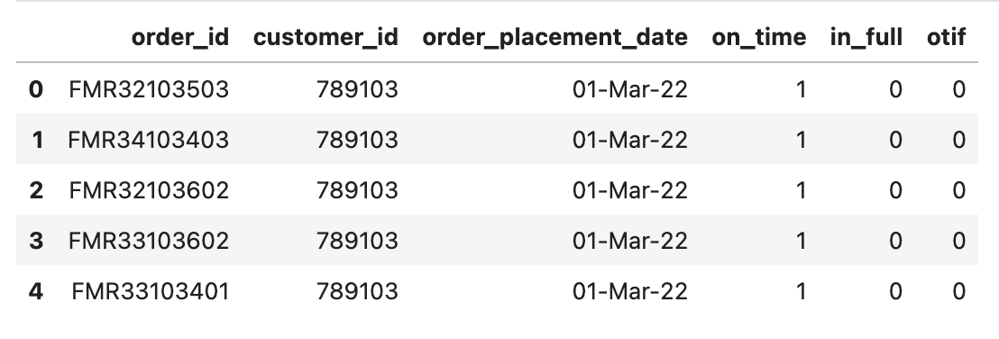 order_id customer_id order_placement_date on_time in_full otif
0 FMR32103503 789103 01-Mar-22 1 0 0
1 FMR34103403 789103 01-Mar-22 1 0 0
2 FMR32103602 789103 01-Mar-22 1 0 0
3 FMR33103602 789103 01-Mar-22 1 0 0
4 FMR33103401 789103 01-Mar-22 1 0 0